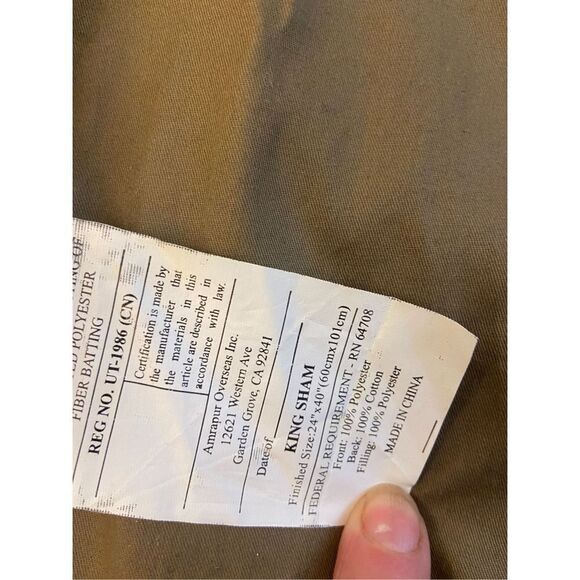 POLYESTER
FIBER BATTING
REG NO. UT-1986 (CN)
Certification is made by
the manufacturer that
the materials in this
article are described in
accordance with law.
Amrapur Overseas Inc.
12621 Western Ave
Garden Grove, CA 92841
Date of
KING SHAM
Finished Size:24"x40"(60cmx101cm)
FEDERAL REQUIREMENT - RN 64708
Front: 100% Polyester
Back: 100% Cotton
Filling: 100% Polyester
MADE IN CHINA